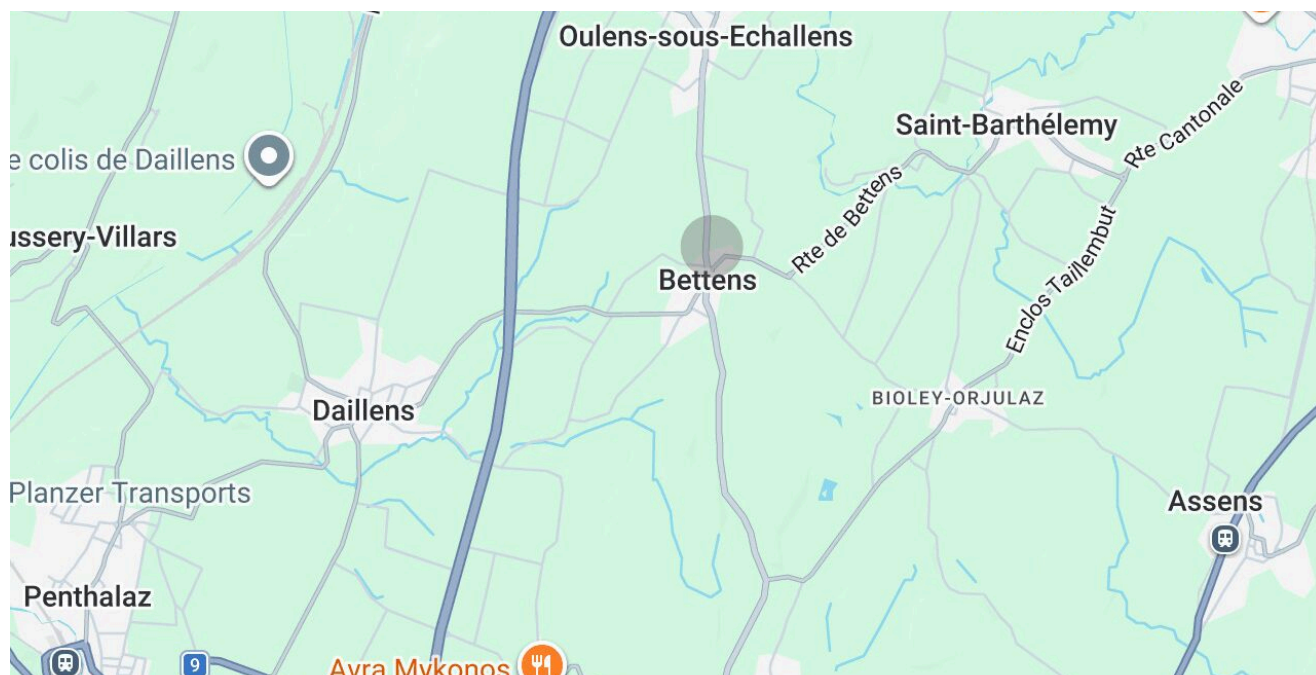 Oulens-sous-Echallens
Saint-Barthélemy
Rte Cantonale
e colis de Daillens
Rte de Bettens
ussery-Villars
Enclos Taillembut
Bettens
BIOLEY-ORJULAZ
Daillens
Planzer Transports
Assens
Penthalaz
9
Avra Mykonos